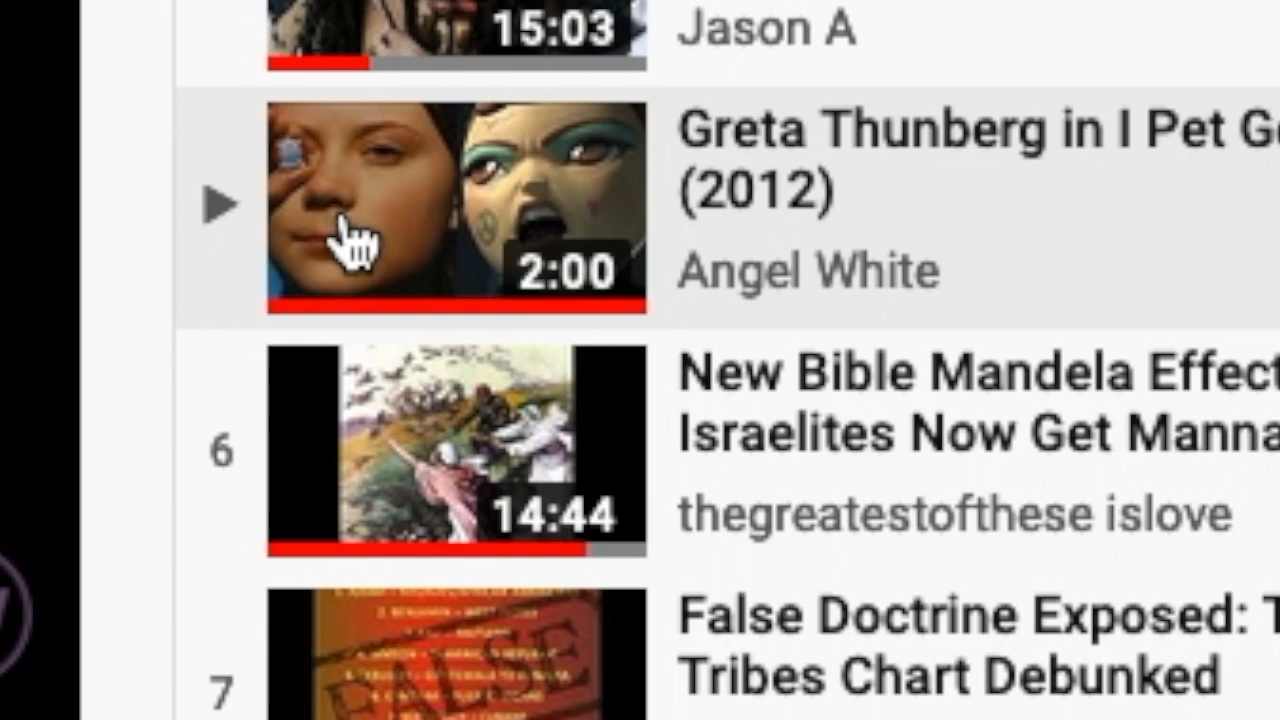 15:03
Jason A
Greta Thunberg in I Pet
(2012)
2:00
Angel White
New Bible Mandela Effect
Israelites Now Get Manna
6
14:44
thegreatestofthese islove
False Doctrine Exposed:
Tribes Chart Debunked
7
FALSE